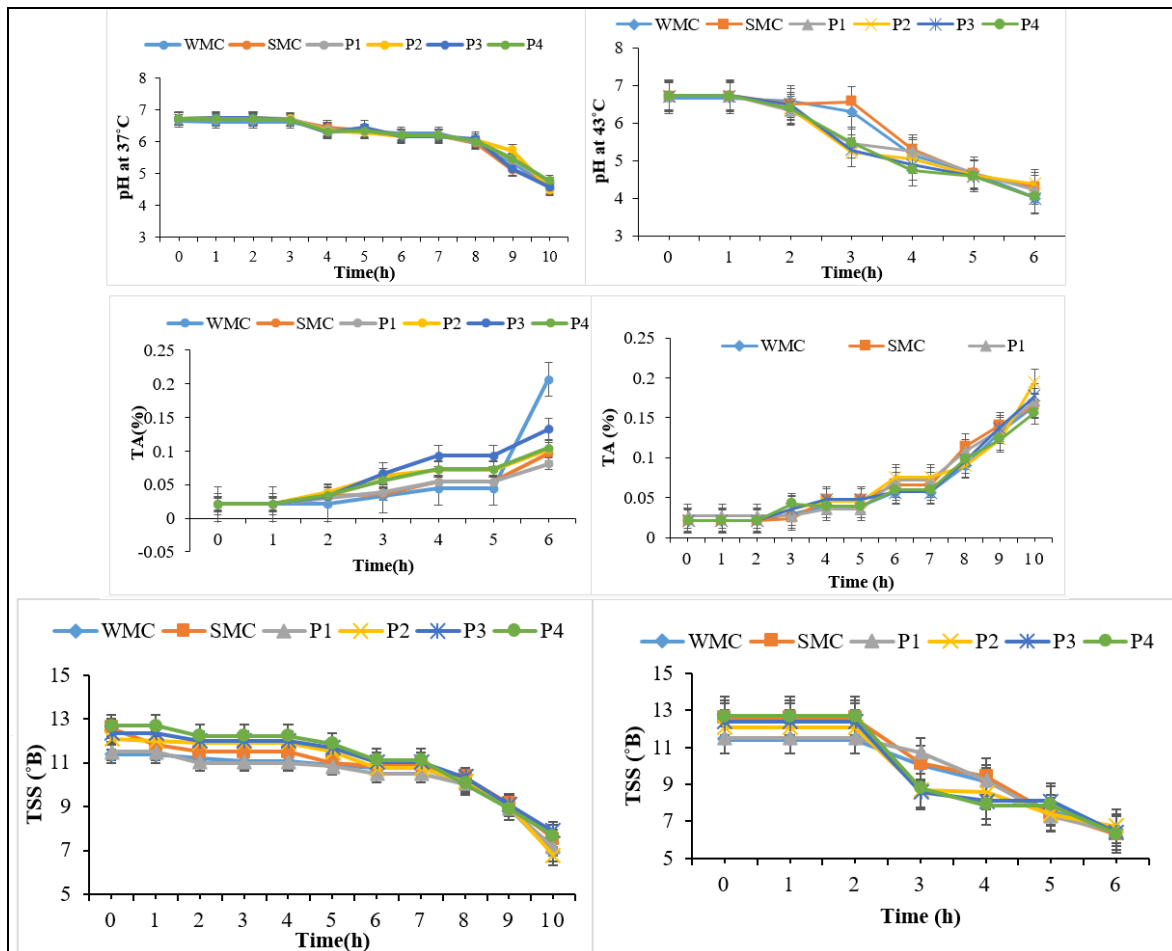 WMC SMC P1 P2 P3 P4
pH at 37˚C
8
7
6
5
4
3
0 1 2 3 4 5 6 7 8 9 10
Time(h)
WMC SMC P1 P2 P3 P4
pH at 43˚C
8
7
6
5
4
3
0 1 2 3 4 5 6
Time(h)
WMC SMC P1 P2 P3 P4
TA(%)
0.25
0.2
0.15
0.1
0.05
0
-0.05
0 1 2 3 4 5 6
Time(h)
WMC SMC P1
TA (%)
0.25
0.2
0.15
0.1
0.05
0
0 1 2 3 4 5 6 7 8 9 10
Time (h)
WMC SMC P1 P2 P3 P4
TSS (˚B)
15
13
11
9
7
5
0 1 2 3 4 5 6 7 8 9 10
Time(h)
WMC SMC P1 P2 P3 P4
TSS (˚B)
15
13
11
9
7
5
0 1 2 3 4 5 6
Time (h)